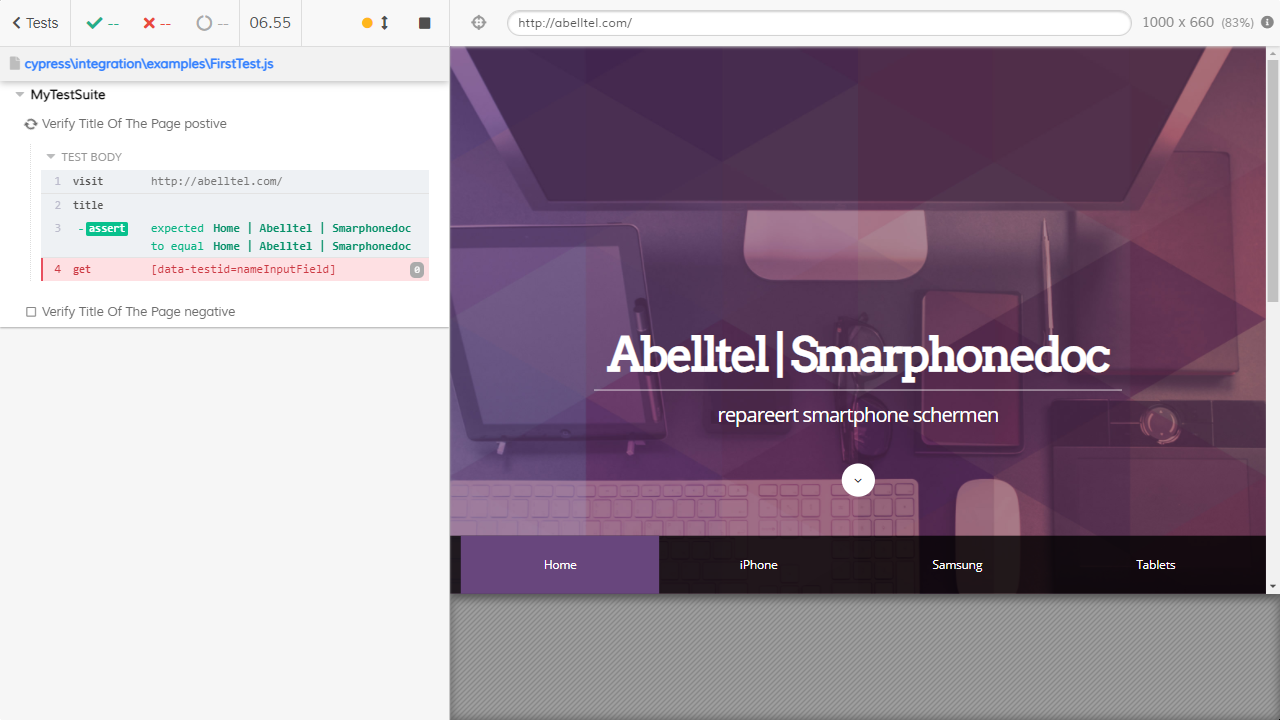 Tests
--
--
--
06.55
http://abelltel.com/
1000 x 660 (83%)
cypress\integration\examples\FirstTest.js
MyTestSuite
Verify Title Of The Page postive
TEST BODY
1 visit http://abelltel.com/
2 title
3 - assert expected Home | Abelltel | Smarphonedoc
to equal Home | Abelltel | Smarphonedoc
4 get [data-testid=nameInputField] 0
Verify Title Of The Page negative
Abelltel | Smarphonedoc
repareert smartphone schermen
Home iPhone Samsung Tablets